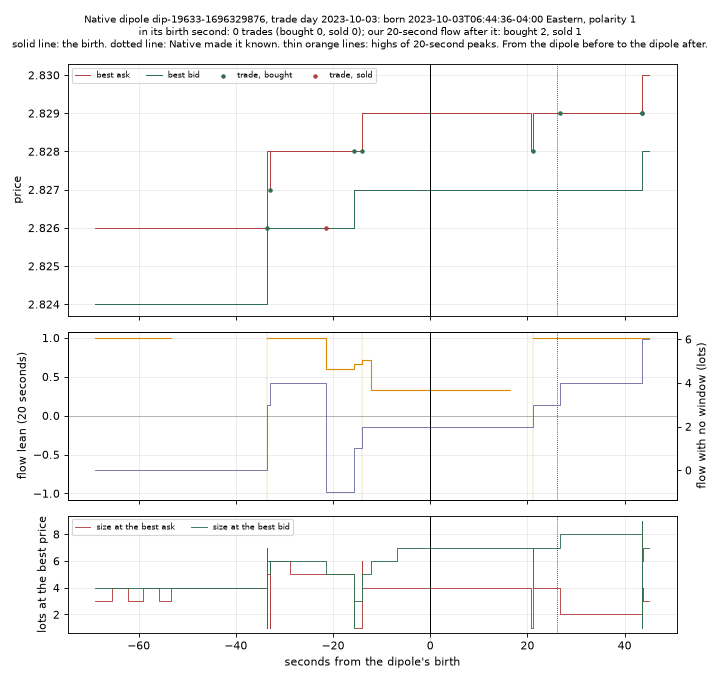 Native dipole dip-19633-1696329876, trade day 2023-10-03: born 2023-10-03T06:44:36-04:00 Eastern, polarity 1
in its birth second: 0 trades (bought 0, sold 0); our 20-second flow after it: bought 2, sold 1
solid line: the birth. dotted line: Native made it known. thin orange lines: highs of 20-second peaks. From the dipole before to the dipole after.
best ask
best bid
trade, bought
trade, sold
2.830
2.829
2.828
2.827
2.826
2.825
2.824
price
1.0
0.5
0.0
−0.5
−1.0
flow lean (20 seconds)
6
4
2
0
flow with no window (lots)
size at the best ask
size at the best bid
8
6
4
2
lots at the best price
−60
−40
−20
0
20
40
seconds from the dipole's birth